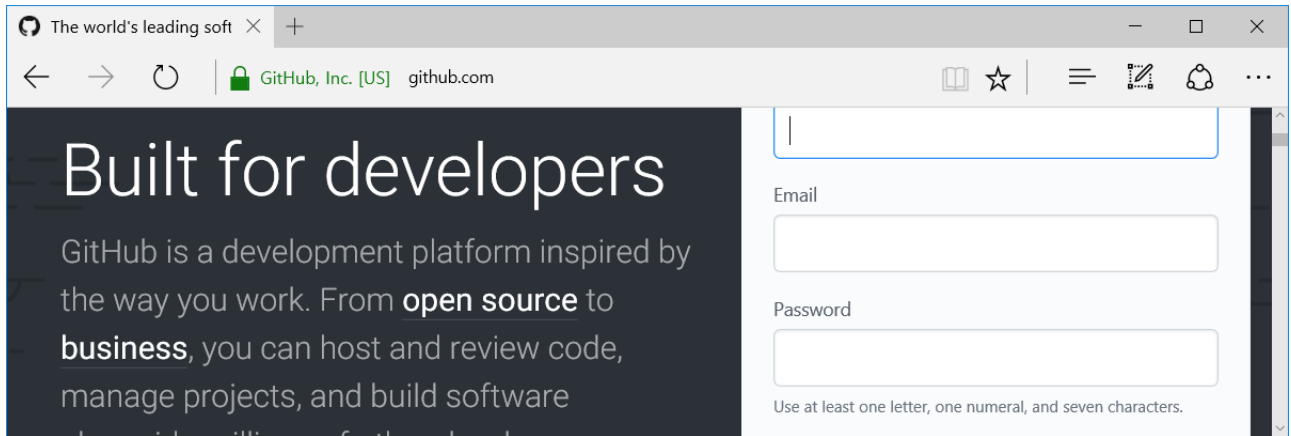 The world's leading soft
GitHub, Inc. [US] github.com
Built for developers
GitHub is a development platform inspired by
the way you work. From open source to
business, you can host and review code,
manage projects, and build software
Email
Password
Use at least one letter, one numeral, and seven characters.